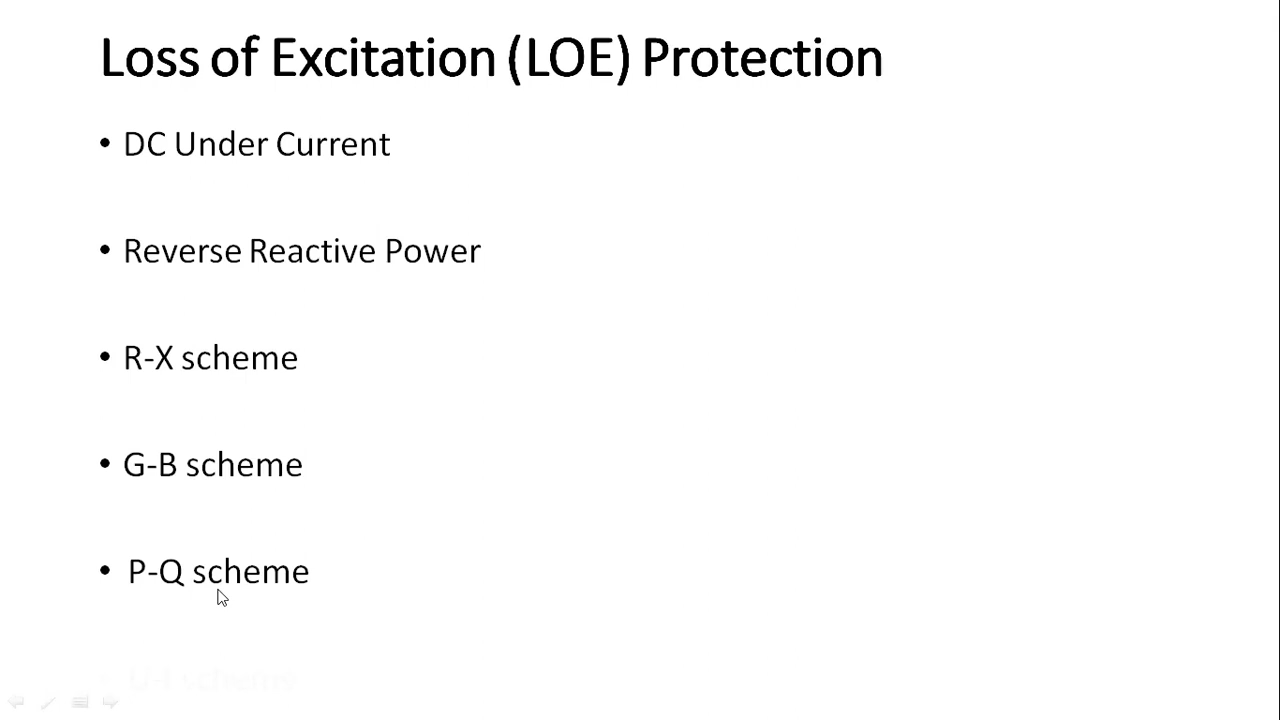 Loss of Excitation (LOE) Protection
• DC Under Current
• Reverse Reactive Power
• R-X scheme
• G-B scheme
• P-Q scheme